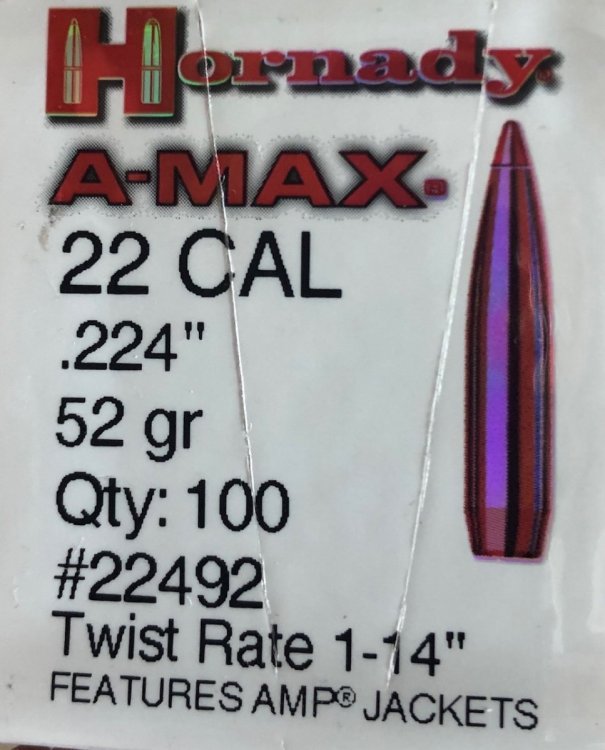 Hornady®
A-MAX®
22 CAL
.224"
52 gr
Qty: 100
#22492
Twist Rate 1-14"
FEATURES AMP® JACKETS